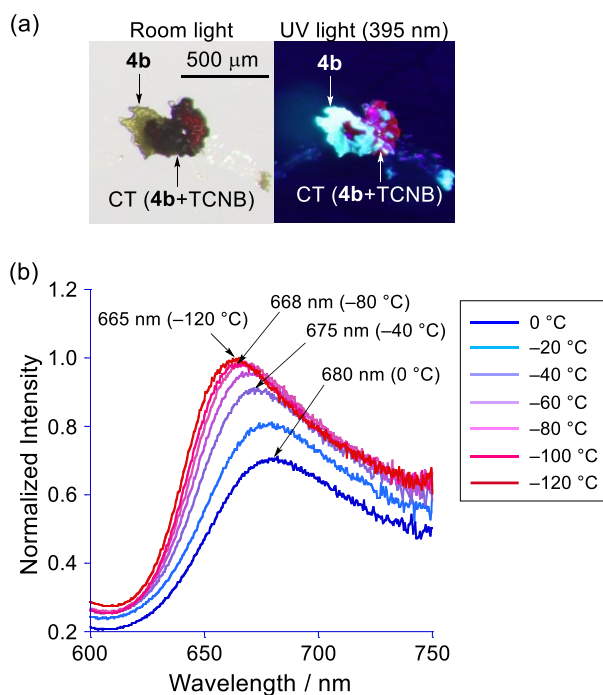 (a)
Room light
UV light (395 nm)
4b
500 μm
4b
CT (4b+TCNB)
CT (4b+TCNB)
(b)
1.2
1.0
0.8
0.6
0.4
0.2
Normalized Intensity
665 nm (–120 °C)
668 nm (–80 °C)
675 nm (–40 °C)
680 nm (0 °C)
600
650
700
750
Wavelength / nm
0 °C
–20 °C
–40 °C
–60 °C
–80 °C
–100 °C
–120 °C